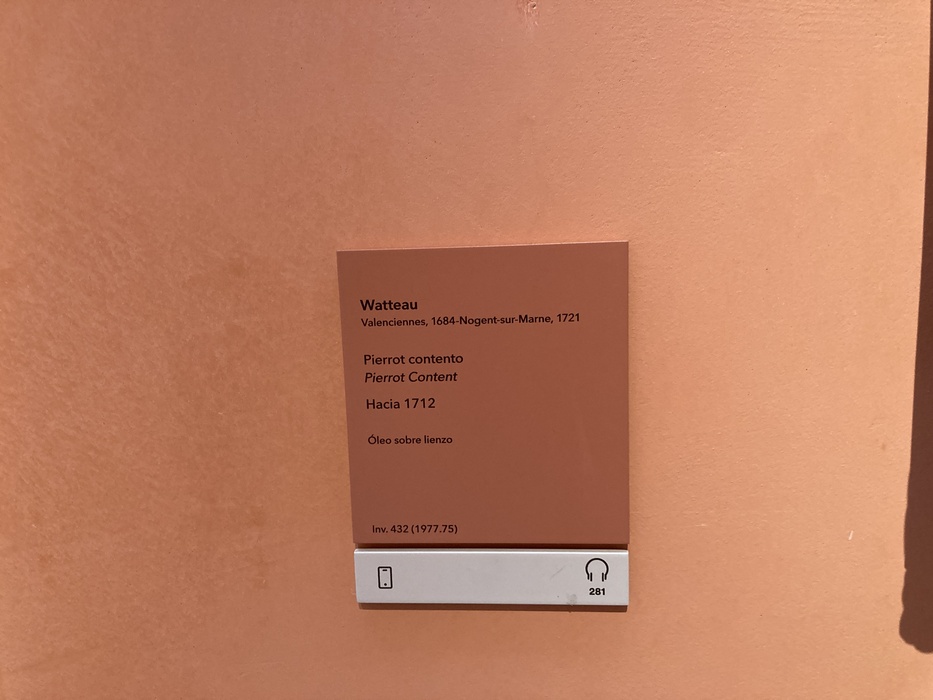 Watteau
Valenciennes, 1684-Nogent-sur-Marne, 1721
Pierrot contento
Pierrot Content
Hacia 1712
Óleo sobre lienzo
Inv. 432 (1977.75)
281